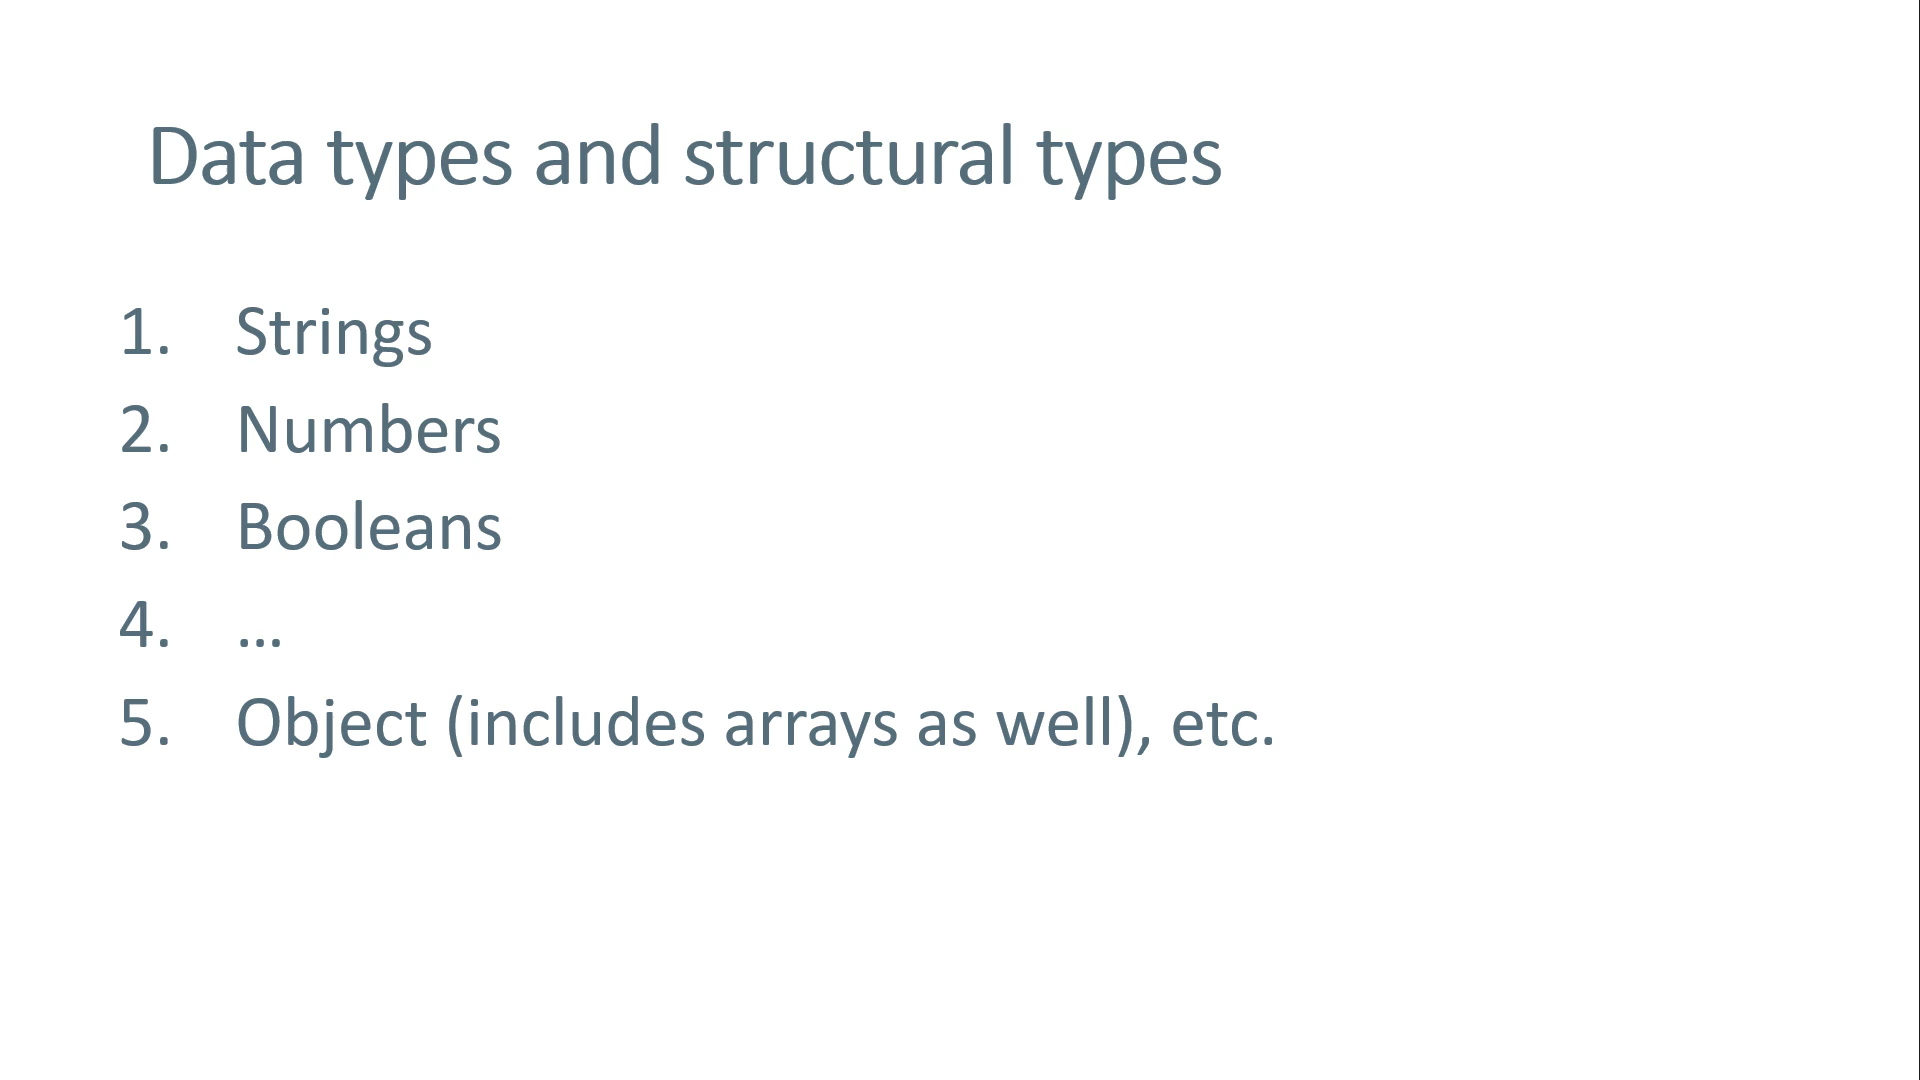 Data types and structural types
1. Strings
2. Numbers
3. Booleans
4. ...
5. Object (includes arrays as well), etc.